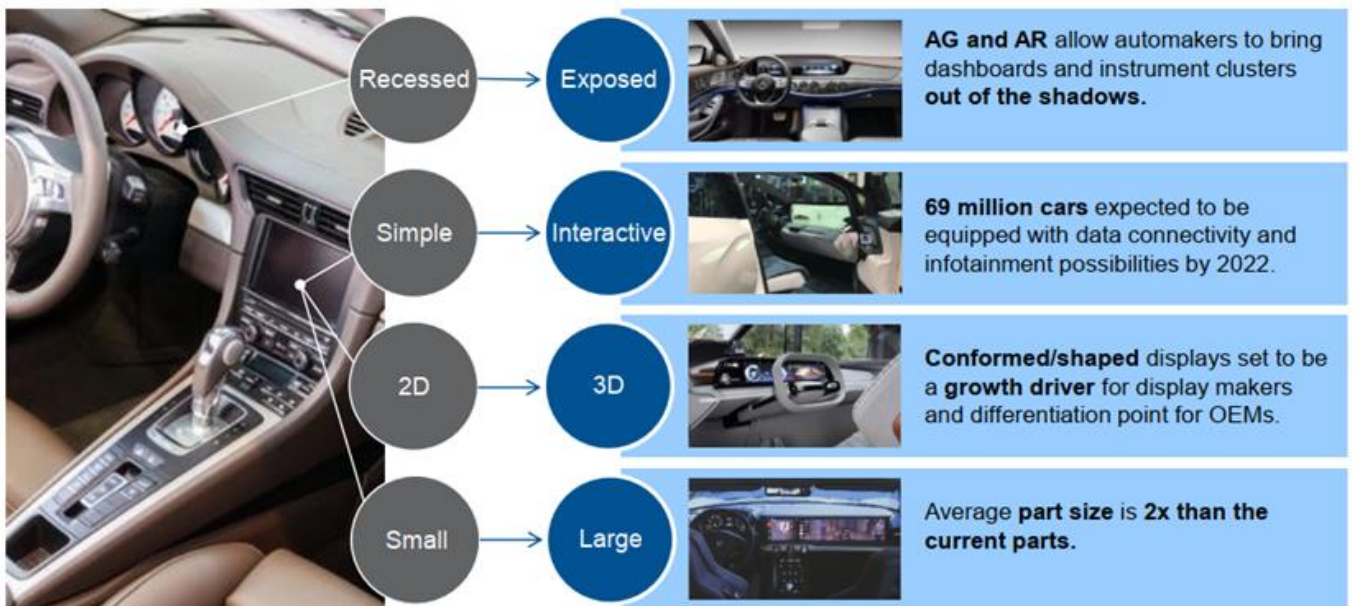 Recessed
Exposed
AG and AR allow automakers to bring
dashboards and instrument clusters
out of the shadows.
Simple
Interactive
69 million cars expected to be
equipped with data connectivity and
infotainment possibilities by 2022.
2D
3D
Conformed/shaped displays set to be
a growth driver for display makers
and differentiation point for OEMs.
Small
Large
Average part size is 2x than the
current parts.